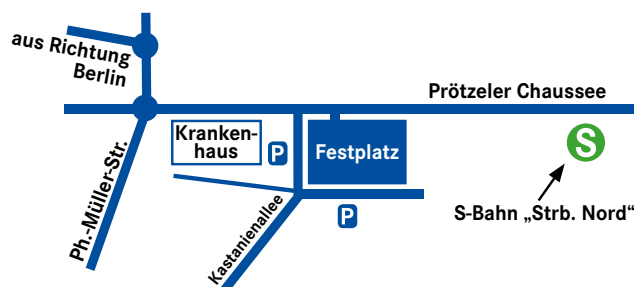 aus Richtung
Berlin
Prötzeler Chaussee
Kranken-
haus
P
Festplatz
S
Ph.-Müller-Str.
Kastanienallee
P
S-Bahn „Strb. Nord“